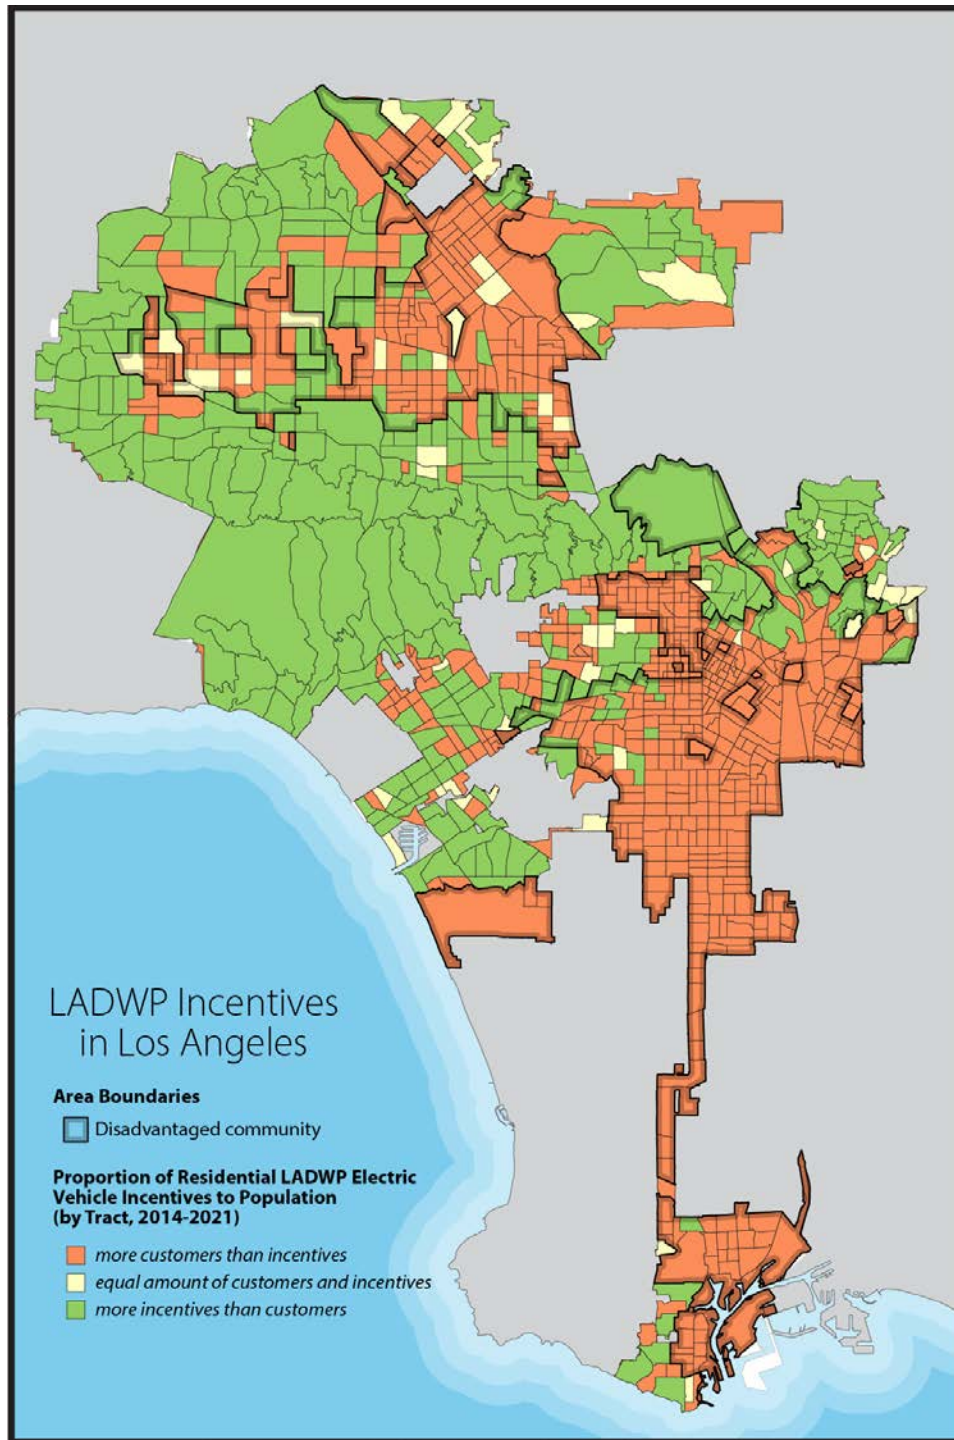 LADWP Incentives
in Los Angeles
Area Boundaries
Disadvantaged community
Proportion of Residential LADWP Electric
Vehicle Incentives to Population
(by Tract, 2014-2021)
more customers than incentives
equal amount of customers and incentives
more incentives than customers